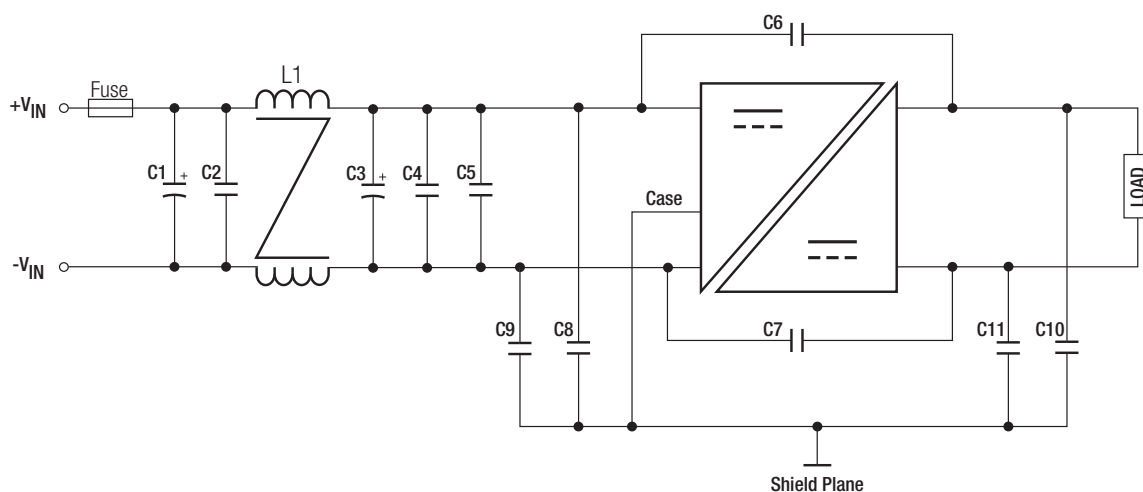 C6
L1
Fuse
+VIN
C1
+
C2
C3
+
C4
C5
Case
LOAD
-VIN
C9
C8
C7
C11
C10
Shield Plane